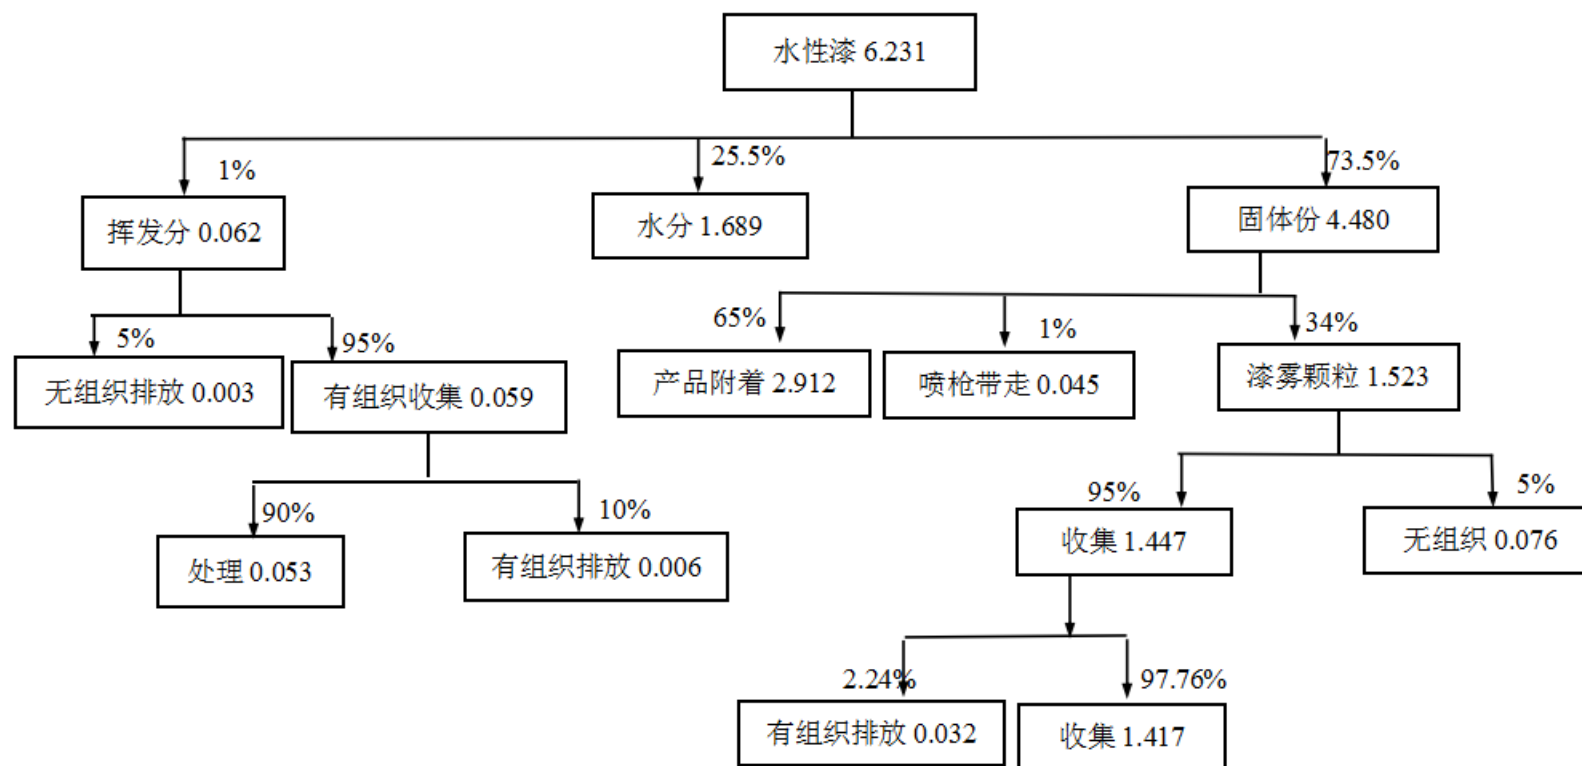 水性漆 6.231
1%
25.5%
73.5%
挥发分 0.062
水分 1.689
固体份 4.480
5%
95%
65%
1%
34%
无组织排放 0.003
有组织收集 0.059
产品附着 2.912
喷枪带走 0.045
漆雾颗粒 1.523
90%
10%
95%
5%
处理 0.053
有组织排放 0.006
收集 1.447
无组织 0.076
2.24%
97.76%
有组织排放 0.032
收集 1.417